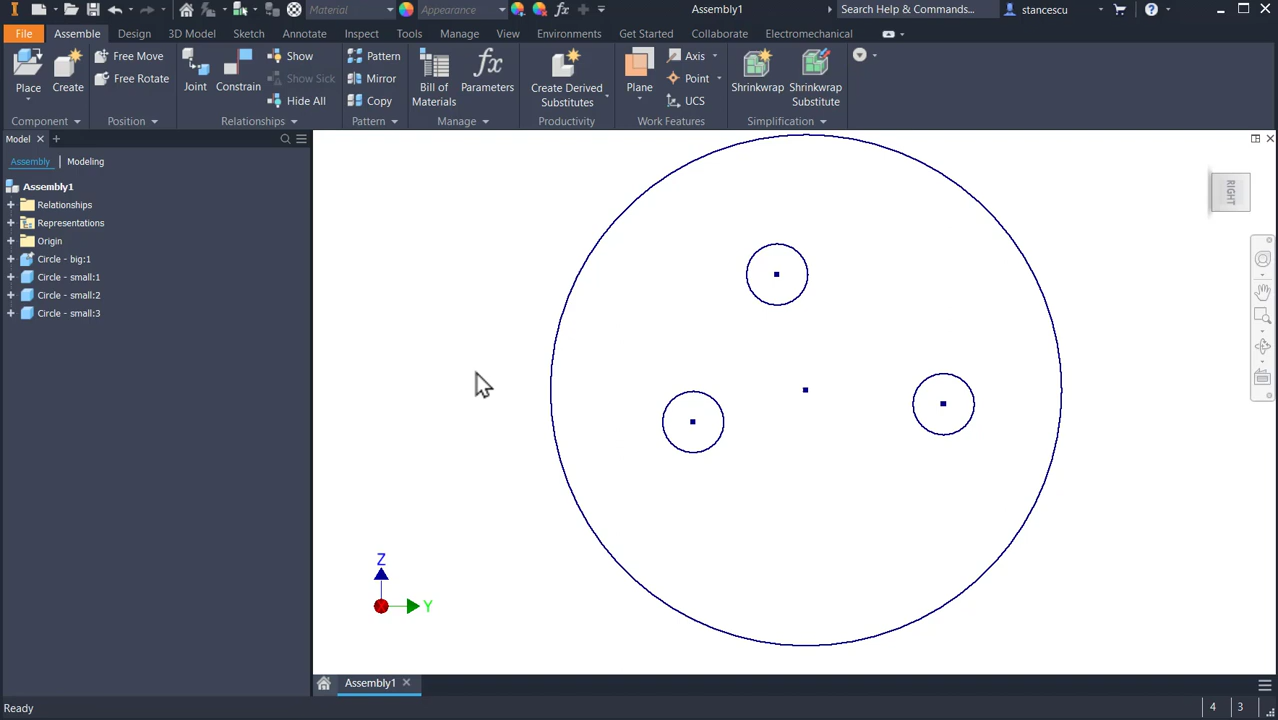 Material Appearance Assembly1 Search Help & Commands... stancescu
File Assemble Design 3D Model Sketch Annotate Inspect Tools Manage View Environments Get Started Collaborate Electromechanical
Place Create Free Move Free Rotate Joint Constrain Show Show Sick Hide All Pattern Mirror Copy Bill of Materials Parameters Create Derived Substitutes Plane Axis Point UCS Shrinkwrap Shrinkwrap Substitute
Component Position Relationships Pattern Manage Productivity Work Features Simplification
Model
Assembly | Modeling
Assembly1
Relationships
Representations
Origin
Circle - big:1
Circle - small:1
Circle - small:2
Circle - small:3
RIGHT
Z
Y
Assembly1
Ready 4 3